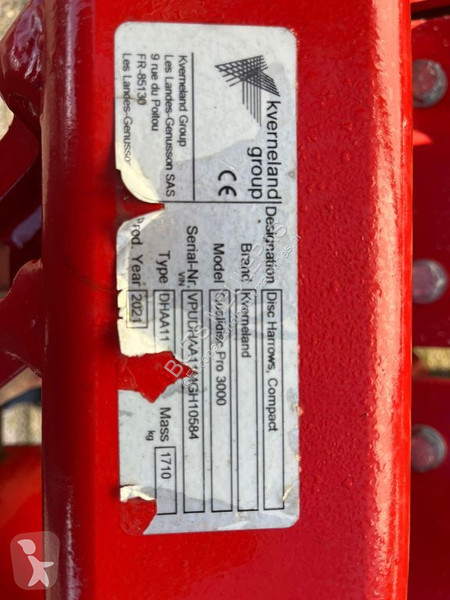 kverneland
group
CE
Kverneland Group
Les Landes-Genusson SAS
9 rue du Poitou
FR-85130
Les Landes-Genusson
Designation Disc Harrows, Compact
Brand Kverneland
Model Qualidisc Pro 3000
Serial-Nr.
VIN
Type DHAA11 Mass 1710
kg
Prod. Year 2021